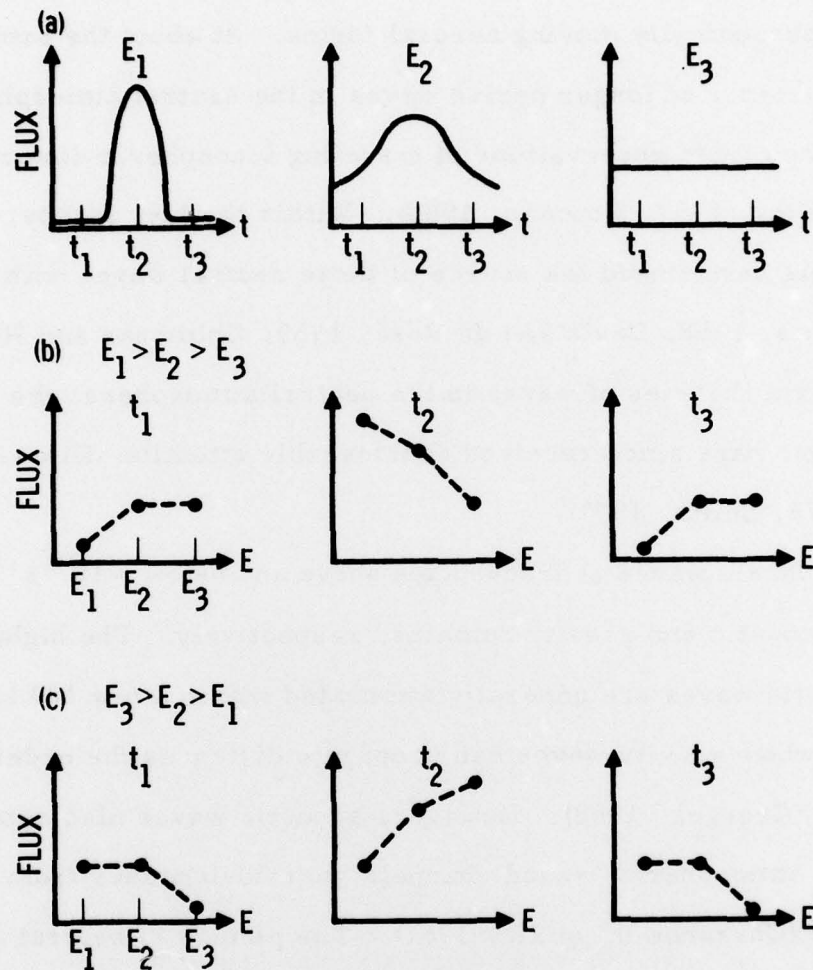 (a)
E1 E2 E3
FLUX
t1 t2 t3 t t1 t2 t3 t t1 t2 t3 t
(b) E1 > E2 > E3
t1 t2 t3
FLUX
E1 E2 E3 E E E
(c) E3 > E2 > E1
t1 t2 t3
FLUX
E1 E2 E3 E E E